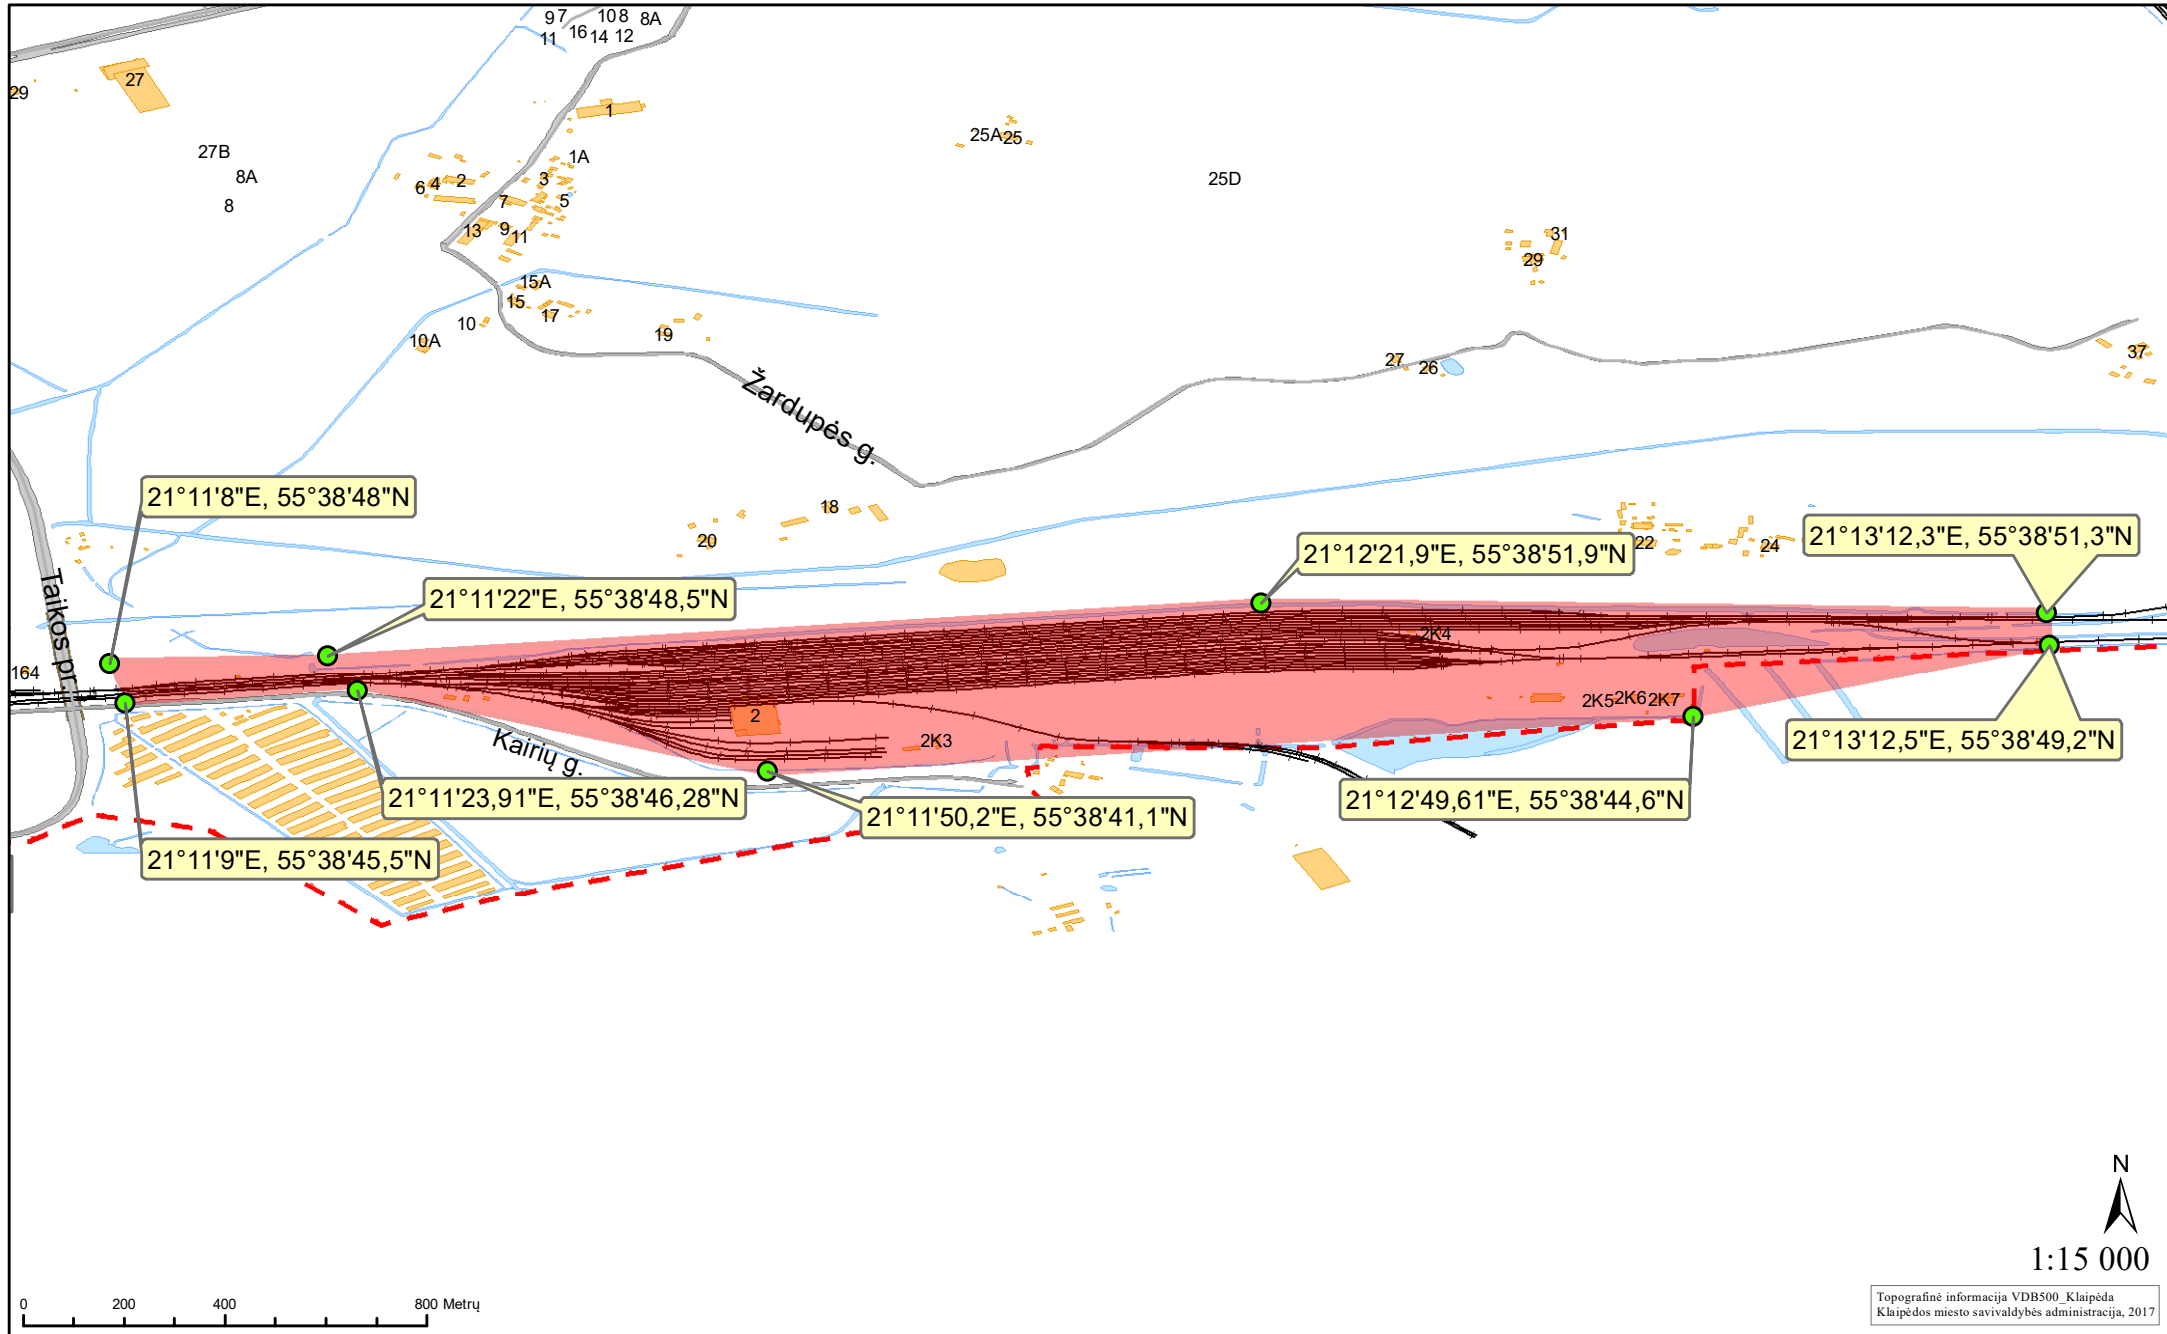 9 7 10 8 8A
11 16 14 12
27
29
1
25A 25
27B
1A
8A
6 4 2 3
25D
8
7 5
13 9 11
31
29
15A
15
17
10
10A
19
27
26
37
Žardupės g.
21°11'8"E, 55°38'48"N
18
20
22
24
21°13'12,3"E, 55°38'51,3"N
21°12'21,9"E, 55°38'51,9"N
Taikos pr.
21°11'22"E, 55°38'48,5"N
2K4
164
2
2K5 2K6 2K7
2K3
Kairių g.
21°13'12,5"E, 55°38'49,2"N
21°11'23,91"E, 55°38'46,28"N
21°12'49,61"E, 55°38'44,6"N
21°11'50,2"E, 55°38'41,1"N
21°11'9"E, 55°38'45,5"N
N
1:15 000
0 200 400 800 Metrų
Topografinė informacija VDB500_Klaipėda
Klaipėdos miesto savivaldybės administracija, 2017